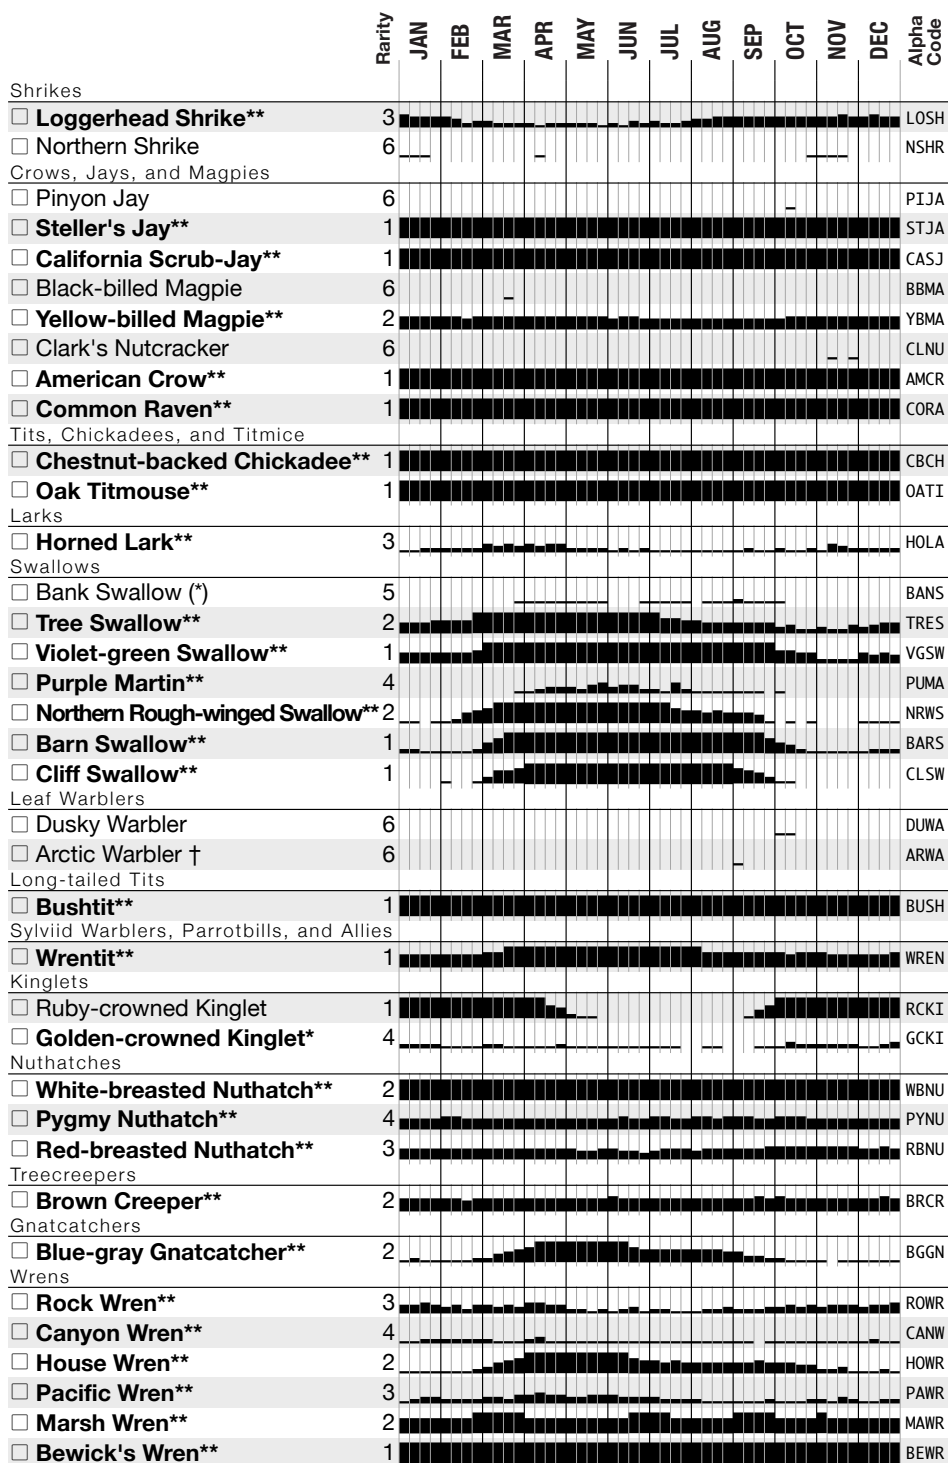 Rarity JAN FEB MAR APR MAY JUN JUL AUG SEP OCT NOV DEC Alpha Code
Shrikes
Loggerhead Shrike** 3 LOSH
Northern Shrike 6 NSHR
Crows, Jays, and Magpies
Pinyon Jay 6 PIJA
Steller's Jay** 1 STJA
California Scrub-Jay** 1 CASJ
Black-billed Magpie 6 BBMA
Yellow-billed Magpie** 2 YBMA
Clark's Nutcracker 6 CLNU
American Crow** 1 AMCR
Common Raven** 1 CORA
Tits, Chickadees, and Titmice
Chestnut-backed Chickadee** 1 CBCH
Oak Titmouse** 1 OATI
Larks
Horned Lark** 3 HOLA
Swallows
Bank Swallow (*) 5 BANS
Tree Swallow** 2 TRES
Violet-green Swallow** 1 VGSW
Purple Martin** 4 PUMA
Northern Rough-winged Swallow** 2 NRWS
Barn Swallow** 1 BARS
Cliff Swallow** 1 CLSW
Leaf Warblers
Dusky Warbler 6 DUWA
Arctic Warbler † 6 ARWA
Long-tailed Tits
Bushtit** 1 BUSH
Sylviid Warblers, Parrotbills, and Allies
Wrentit** 1 WREN
Kinglets
Ruby-crowned Kinglet 1 RCKI
Golden-crowned Kinglet* 4 GCKI
Nuthatches
White-breasted Nuthatch** 2 WBNU
Pygmy Nuthatch** 4 PYNU
Red-breasted Nuthatch** 3 RBNU
Treecreepers
Brown Creeper** 2 BRCR
Gnatcatchers
Blue-gray Gnatcatcher** 2 BGGN
Wrens
Rock Wren** 3 ROWR
Canyon Wren** 4 CANW
House Wren** 2 HOWR
Pacific Wren** 3 PAWR
Marsh Wren** 2 MAWR
Bewick's Wren** 1 BEWR